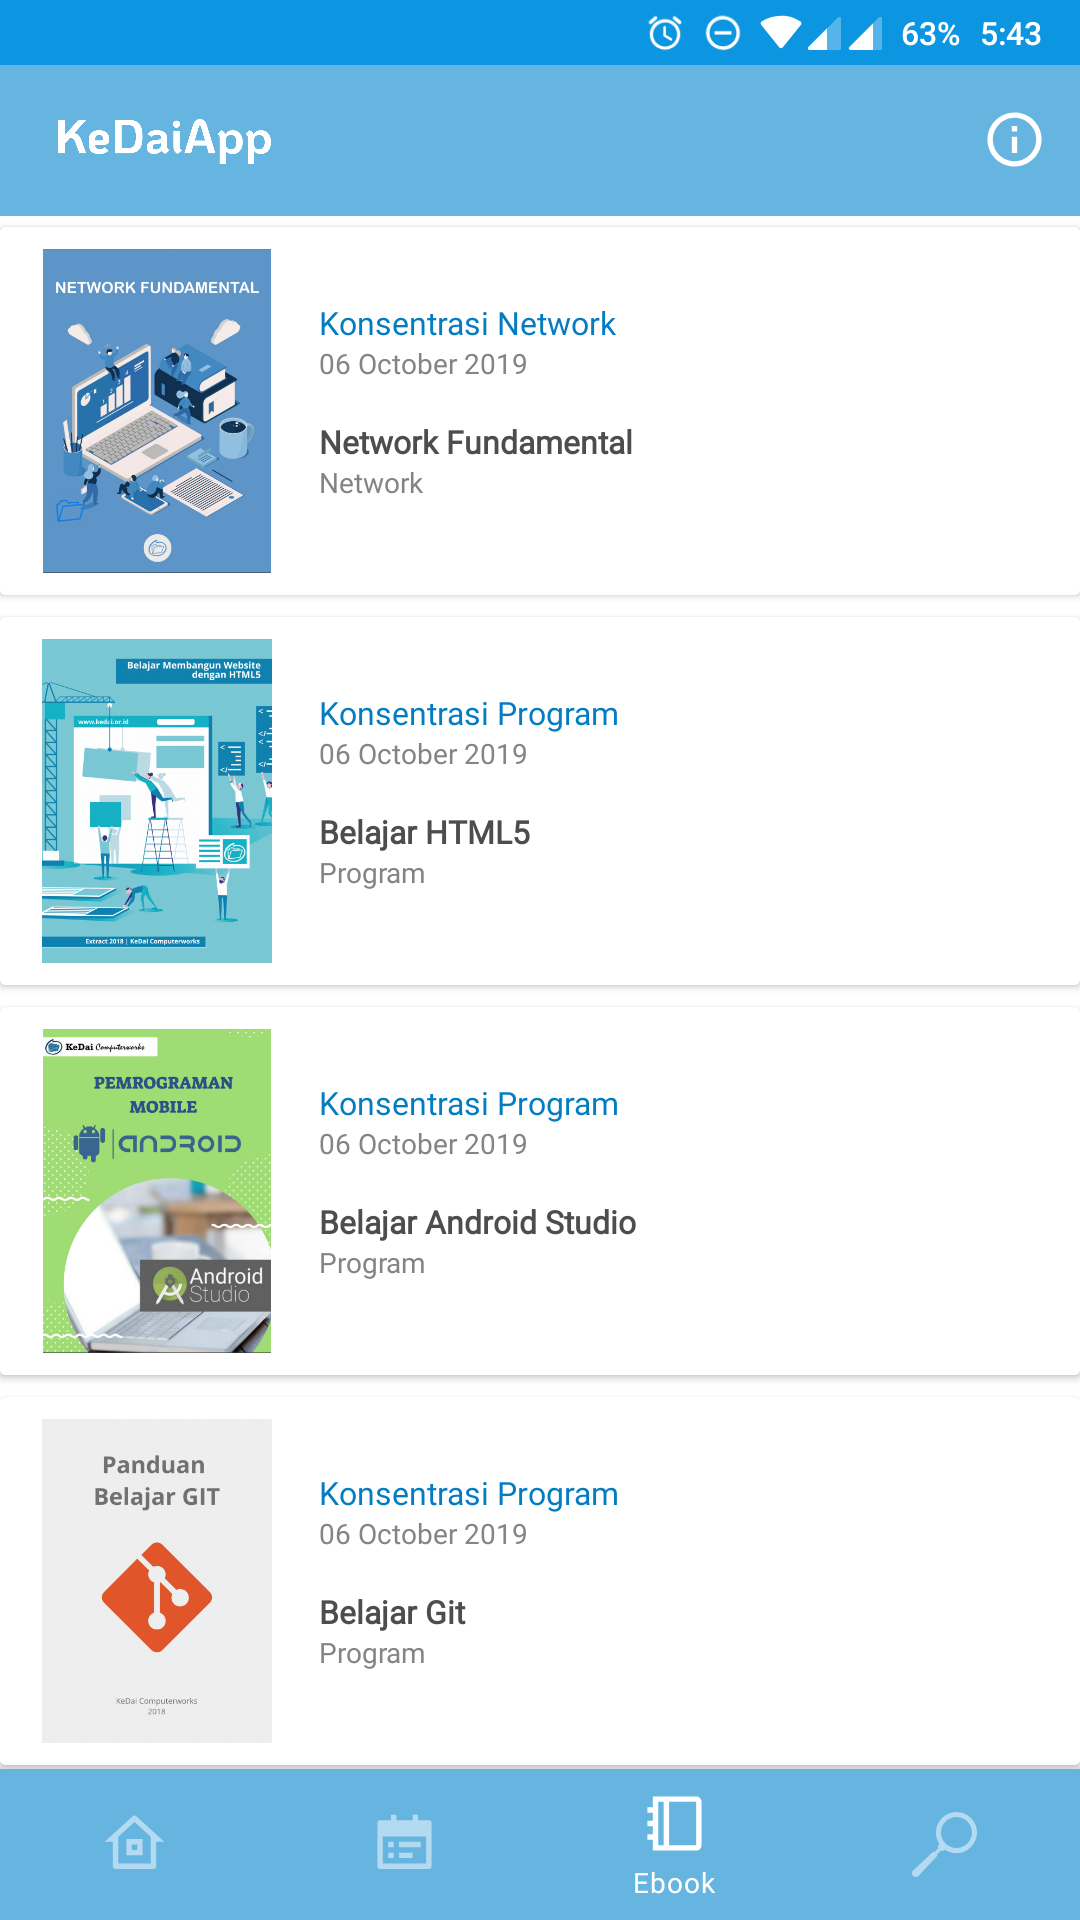 63% 5:43
KeDaiApp
NETWORK FUNDAMENTAL
Konsentrasi Network
06 October 2019
Network Fundamental
Network
Belajar Membangun Website
dengan HTML5
www.kedai.or.id
Extract 2018 | KeDai Computerworks
Konsentrasi Program
06 October 2019
Belajar HTML5
Program
KeDai Computerworks
PEMROGRAMAN
MOBILE
ANDROID
Android
Studio
Konsentrasi Program
06 October 2019
Belajar Android Studio
Program
Panduan
Belajar GIT
KeDai Computerworks
2018
Konsentrasi Program
06 October 2019
Belajar Git
Program
Ebook